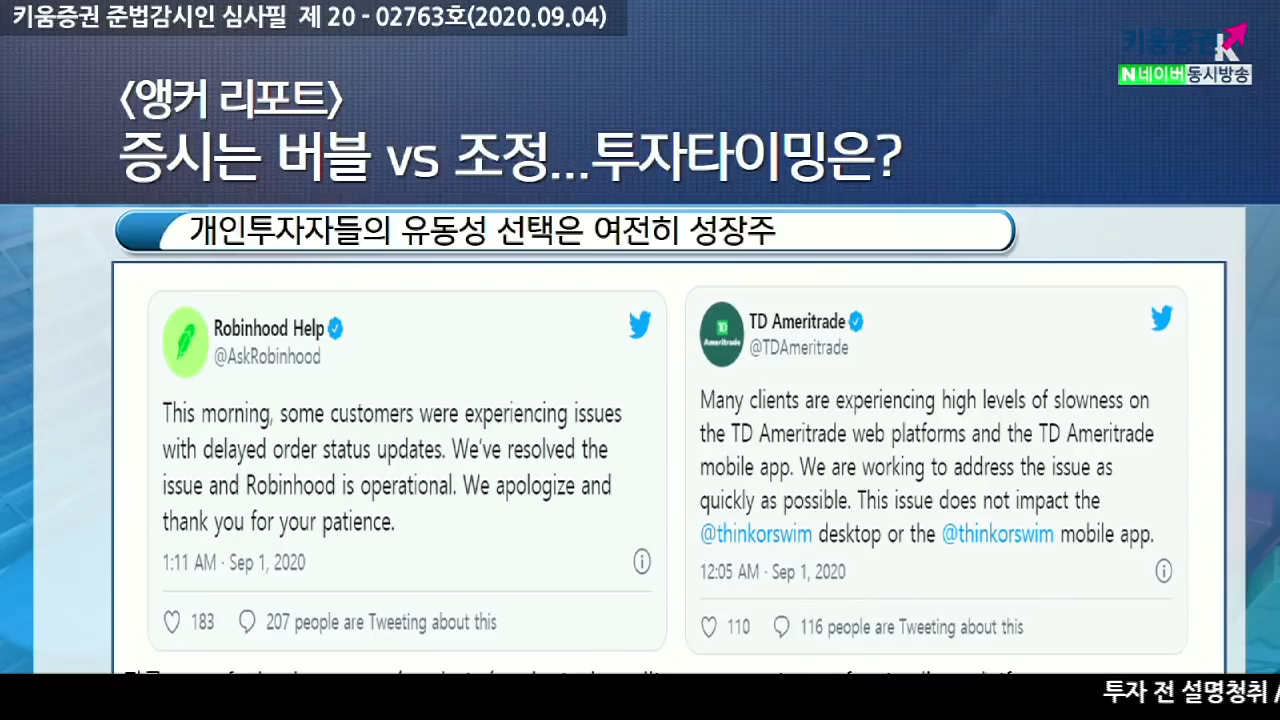 키움증권 준법감시인 심사필 제 20 - 02763호(2020.09.04)
키움증권
N 네이버 동시방송
〈앵커 리포트〉
증시는 버블 vs 조정...투자타이밍은?
개인투자자들의 유동성 선택은 여전히 성장주
Robinhood Help
@AskRobinhood
This morning, some customers were experiencing issues
with delayed order status updates. We've resolved the
issue and Robinhood is operational. We apologize and
thank you for your patience.
1:11 AM · Sep 1, 2020
183 207 people are Tweeting about this
TD Ameritrade
@TDAmeritrade
Many clients are experiencing high levels of slowness on
the TD Ameritrade web platforms and the TD Ameritrade
mobile app. We are working to address the issue as
quickly as possible. This issue does not impact the
@thinkorswim desktop or the @thinkorswim mobile app.
12:05 AM · Sep 1, 2020
110 116 people are Tweeting about this
투자 전 설명청취